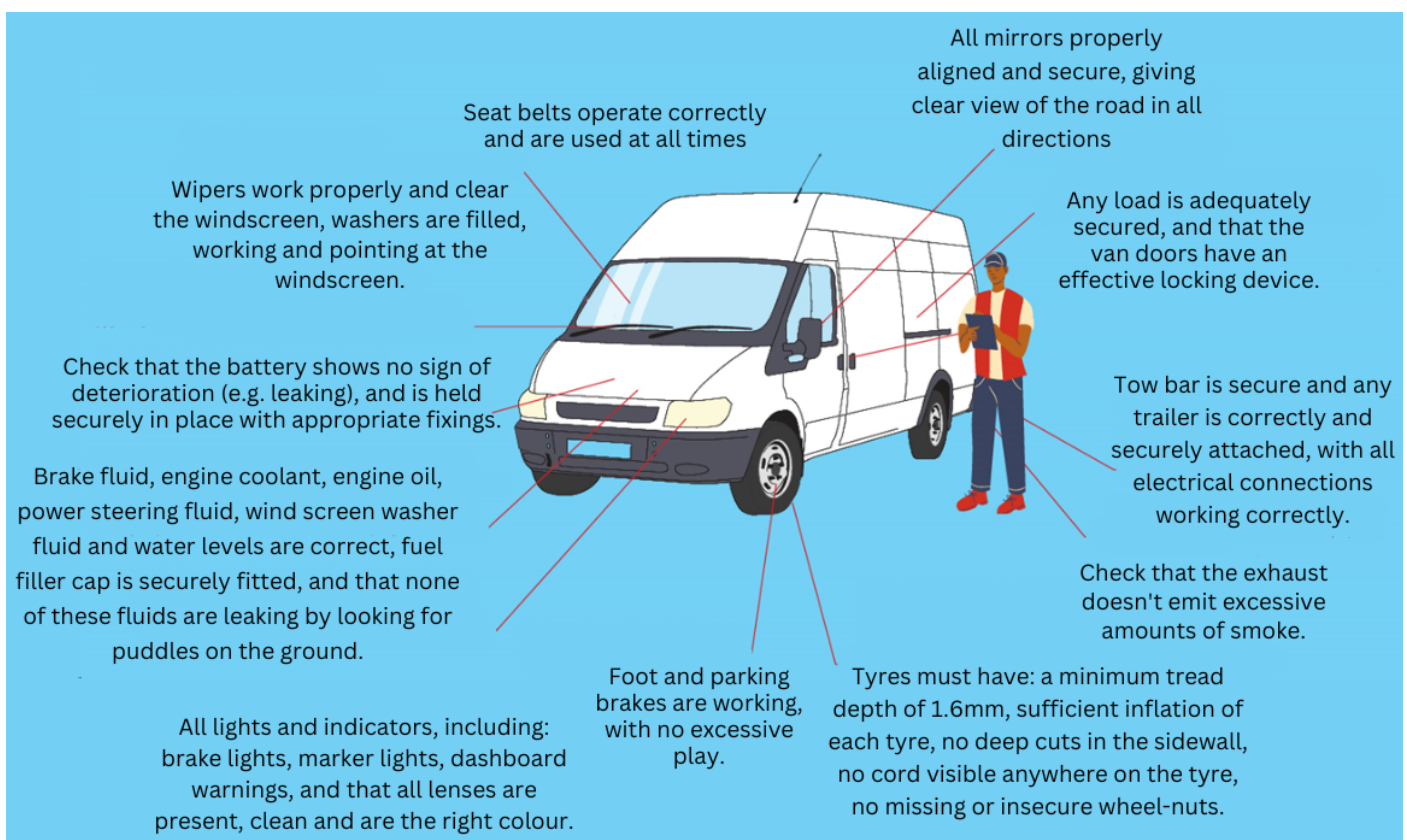 All mirrors properly
aligned and secure, giving
clear view of the road in all
directions
Seat belts operate correctly
and are used at all times
Wipers work properly and clear
the windscreen, washers are filled,
working and pointing at the
windscreen.
Any load is adequately
secured, and that the
van doors have an
effective locking device.
Check that the battery shows no sign of
deterioration (e.g. leaking), and is held
securely in place with appropriate fixings.
Tow bar is secure and any
trailer is correctly and
securely attached, with all
electrical connections
working correctly.
Brake fluid, engine coolant, engine oil,
power steering fluid, wind screen washer
fluid and water levels are correct, fuel
filler cap is securely fitted, and that none
of these fluids are leaking by looking for
puddles on the ground.
Check that the exhaust
doesn't emit excessive
amounts of smoke.
Foot and parking
brakes are working,
with no excessive
play.
Tyres must have: a minimum tread
depth of 1.6mm, sufficient inflation of
each tyre, no deep cuts in the sidewall,
no cord visible anywhere on the tyre,
no missing or insecure wheel-nuts.
All lights and indicators, including:
brake lights, marker lights, dashboard
warnings, and that all lenses are
present, clean and are the right colour.